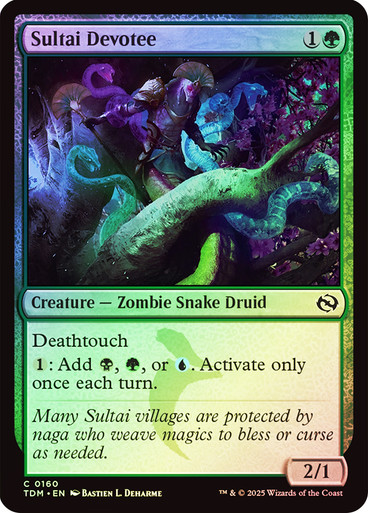 Sultai Devotee 1
Creature — Zombie Snake Druid
Deathtouch
1: Add , , or . Activate only
once each turn.
Many Sultai villages are protected by
naga who weave magics to bless or curse
as needed.
2/1
C 0160
TDM • EN Bastien L. Deharme
™ & © 2025 Wizards of the Coast